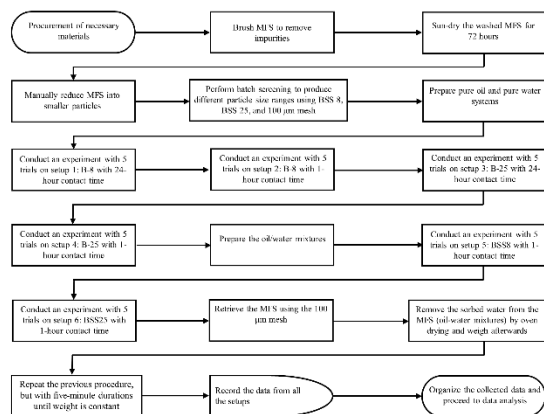 Procurement of necessary
materials
Brush MFS to remove
impurities
Sun-dry the washed MFS for
72 hours
Manually reduce MFS into
smaller particles
Perform batch screening to produce
different particle size ranges using BSS 8,
BSS 25, and 100 μm mesh
Prepare pure oil and pure water
systems
Conduct an experiment with 5
trials on setup 1: B-8 with 24-
hour contact time
Conduct an experiment with 5
trials on setup 2: B-8 with 1-
hour contact time
Conduct an experiment with 5
trials on setup 3: B-25 with 24-
hour contact time
Conduct an experiment with 5
trials on setup 4: B-25 with 1-
hour contact time
Prepare the oil/water mixtures
Conduct an experiment with 5
trials on setup 5: BSS8 with 1-
hour contact time
Conduct an experiment with 5
trials on setup 6: BSS25 with
1-hour contact time
Retrieve the MFS using the 100
μm mesh
Remove the sorbed water from the
MFS (oil-water mixtures) by oven
drying and weigh afterwards
Repeat the previous procedure,
but with five-minute durations
until weight is constant
Record the data from all
the setups
Organize the collected data and
proceed to data analysis